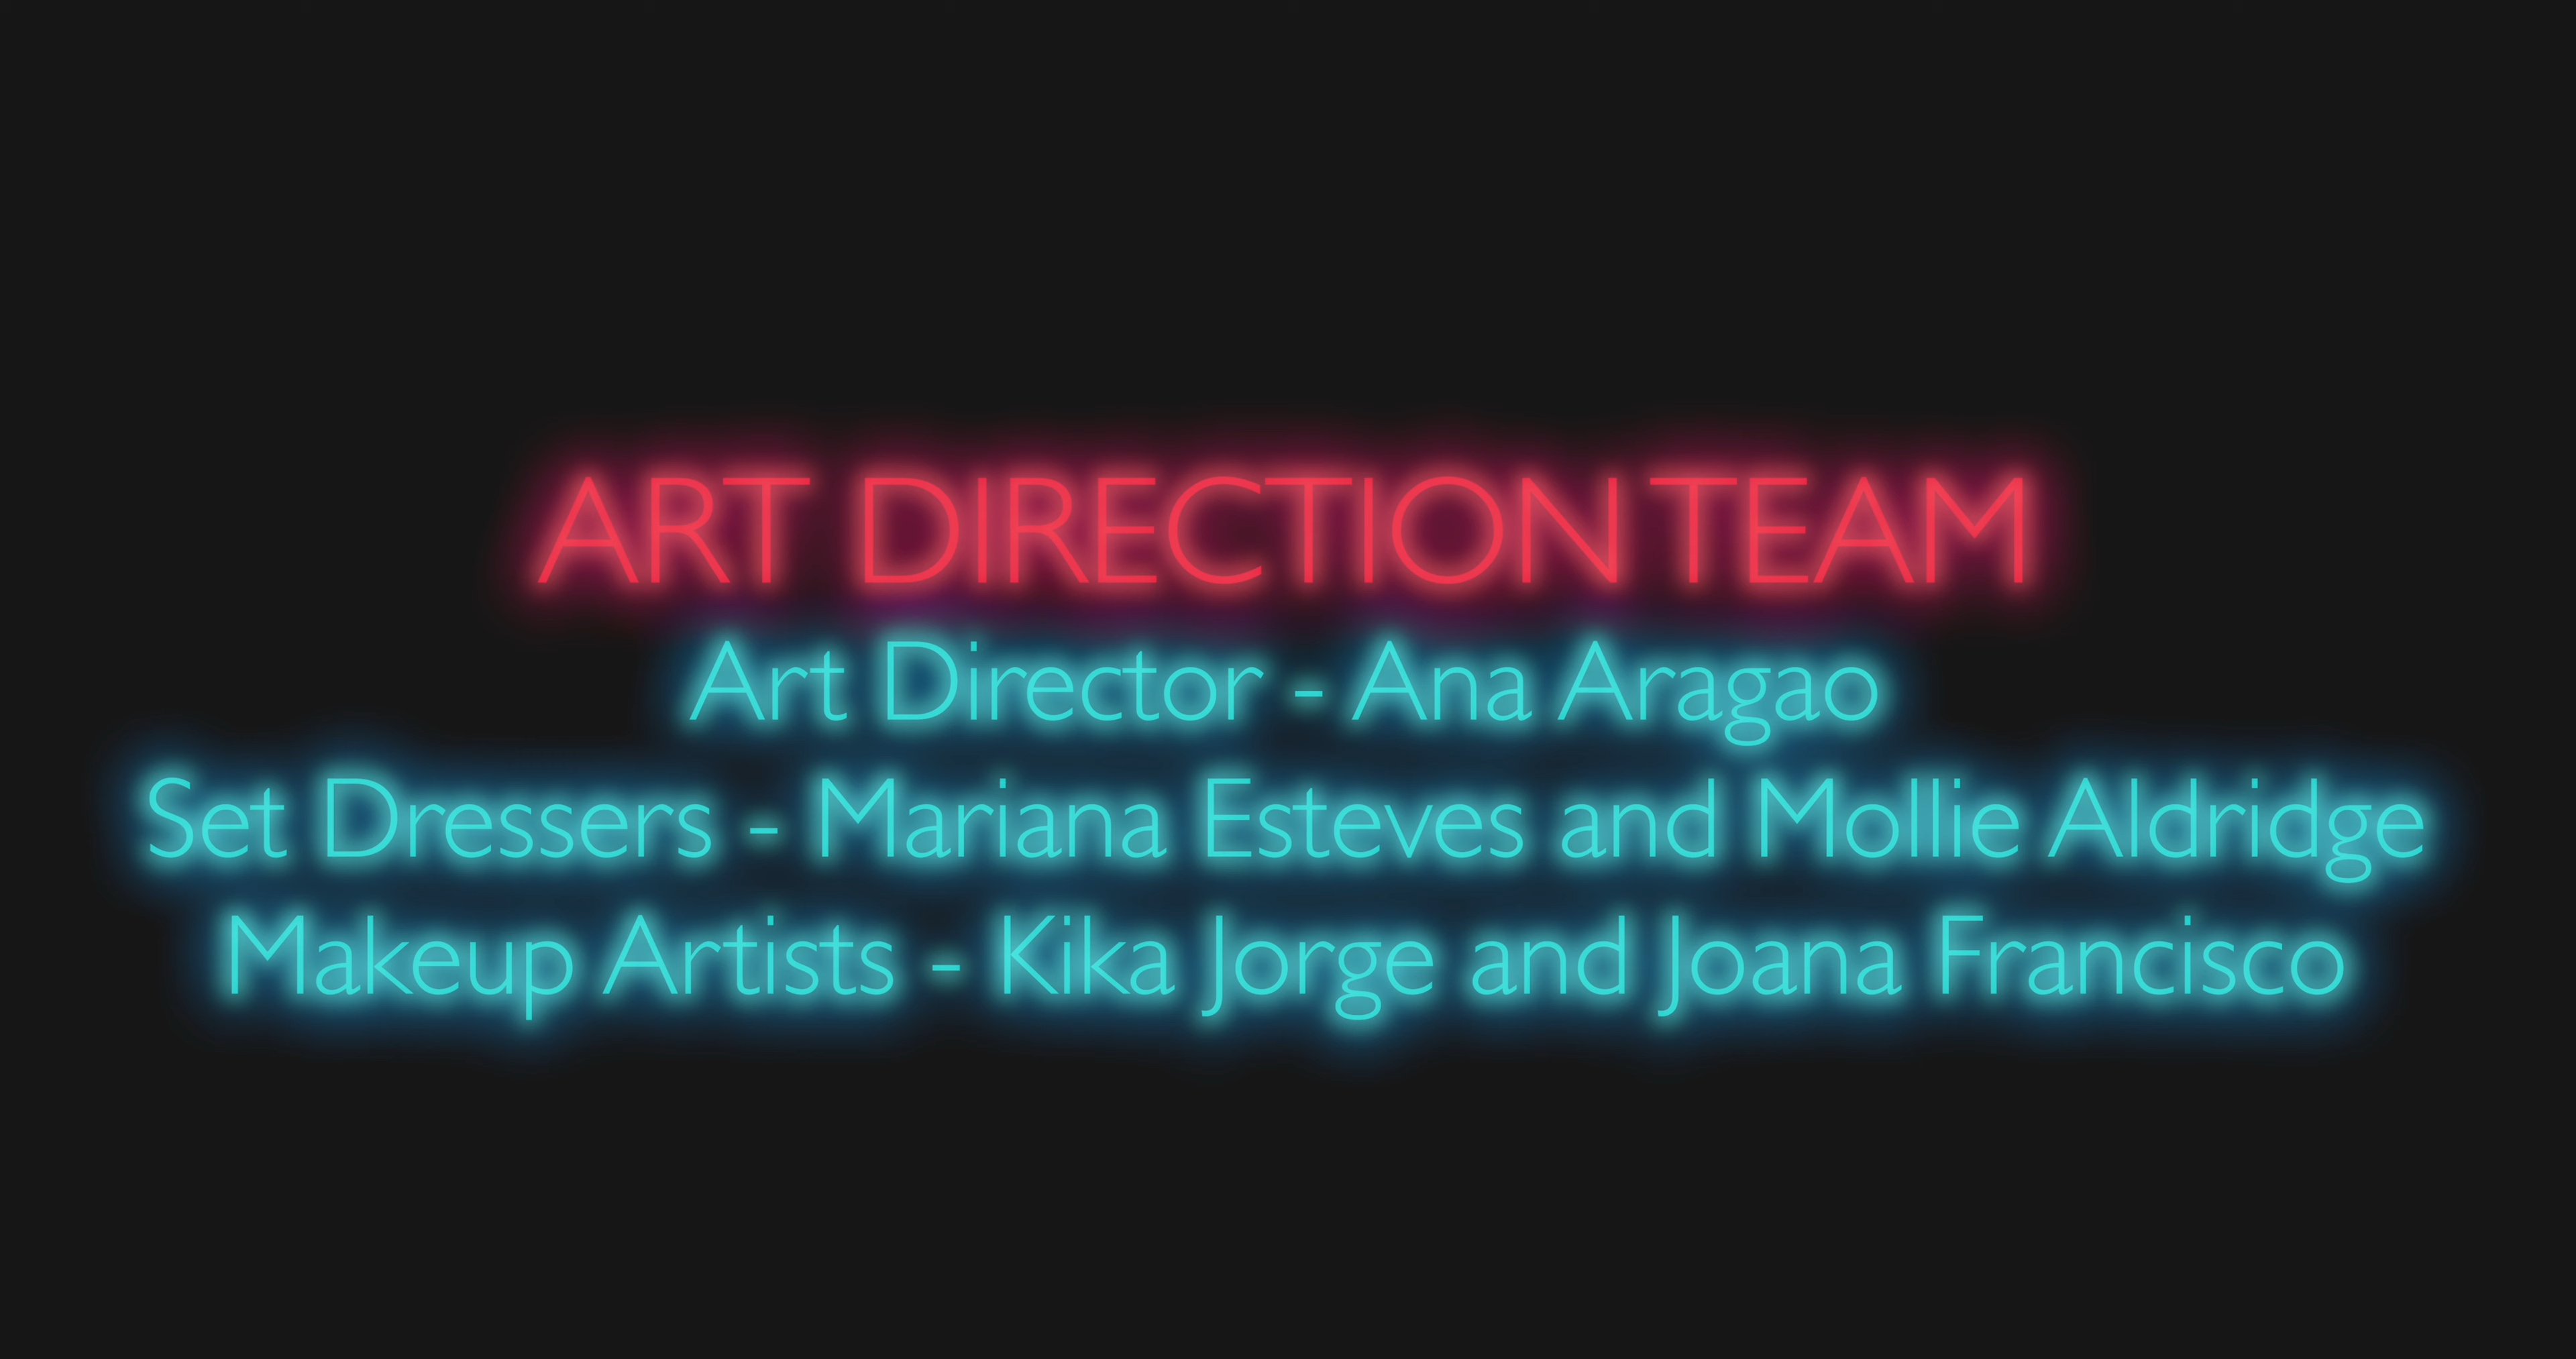 ART DIRECTION TEAM
Art Director - Ana Aragao
Set Dressers - Mariana Esteves and Mollie Aldridge
Makeup Artists - Kika Jorge and Joana Francisco